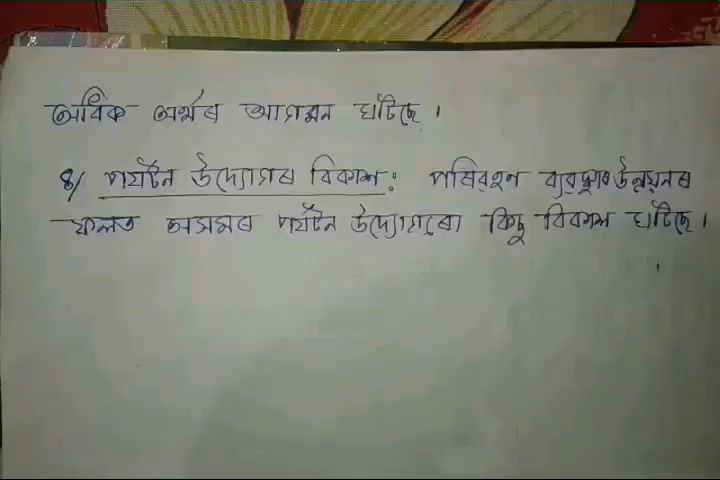 অধিক অৰ্থৰ আগমন ঘটিছে।
৪/ পৰ্যটন উদ্যোগৰ বিকাশ: পৰিবহণ ব্যৱস্থাৰ উন্নয়নৰ
ফলত অসমৰ পৰ্যটন উদ্যোগৰো কিছু বিকাশ ঘটিছে।